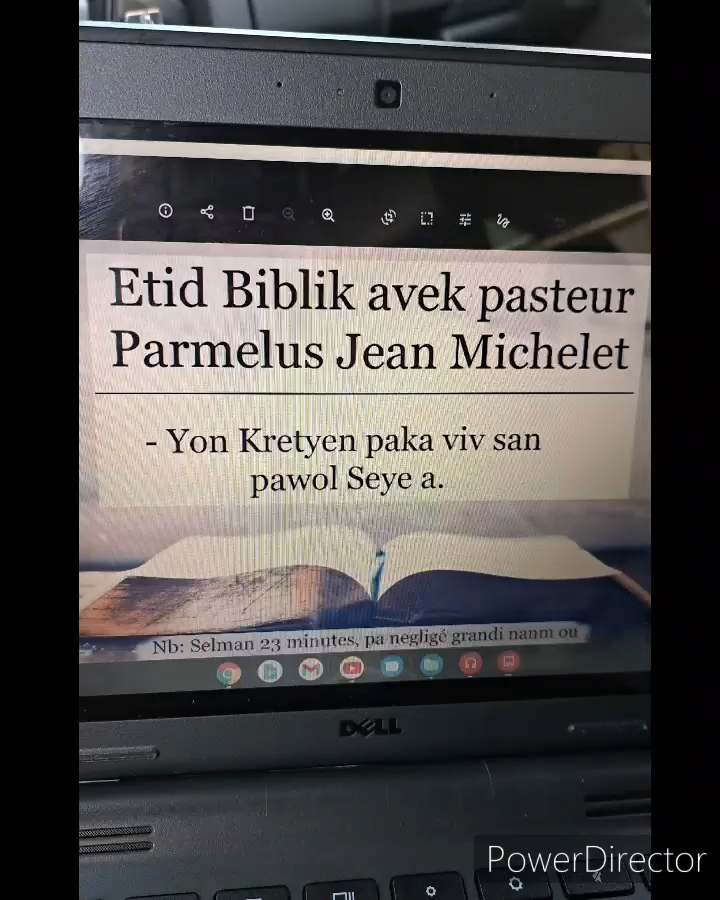 Etid Biblik avek pasteur
Parmelus Jean Michelet
- Yon Kretyen paka viv san
pawol Seye a.
Nb: Selman 23 minutes, pa negligé grandi nanm ou
DELL
PowerDirector